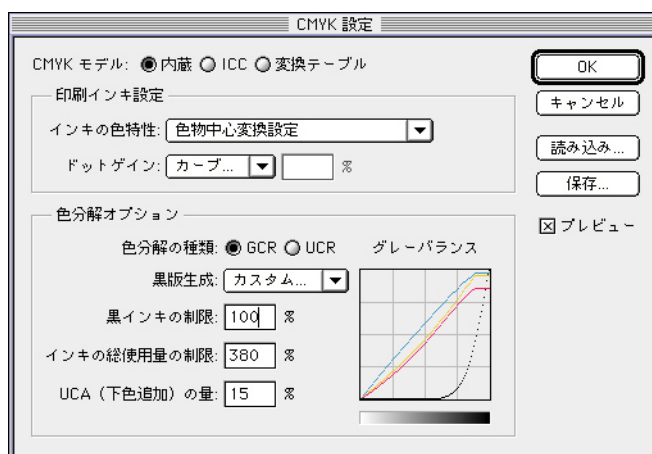 CMYK 設定
CMYK モデル: 内蔵 ICC 変換テーブル
印刷インキ設定
インキの色特性: 色物中心変換設定
ドットゲイン: カーブ... %
色分解オプション
色分解の種類: GCR UCR
黒版生成: カスタム...
黒インキの制限: 100 %
インキの総使用量の制限: 380 %
UCA（下色追加）の量: 15 %
グレーバランス
OK
キャンセル
読み込み...
保存...
プレビュー